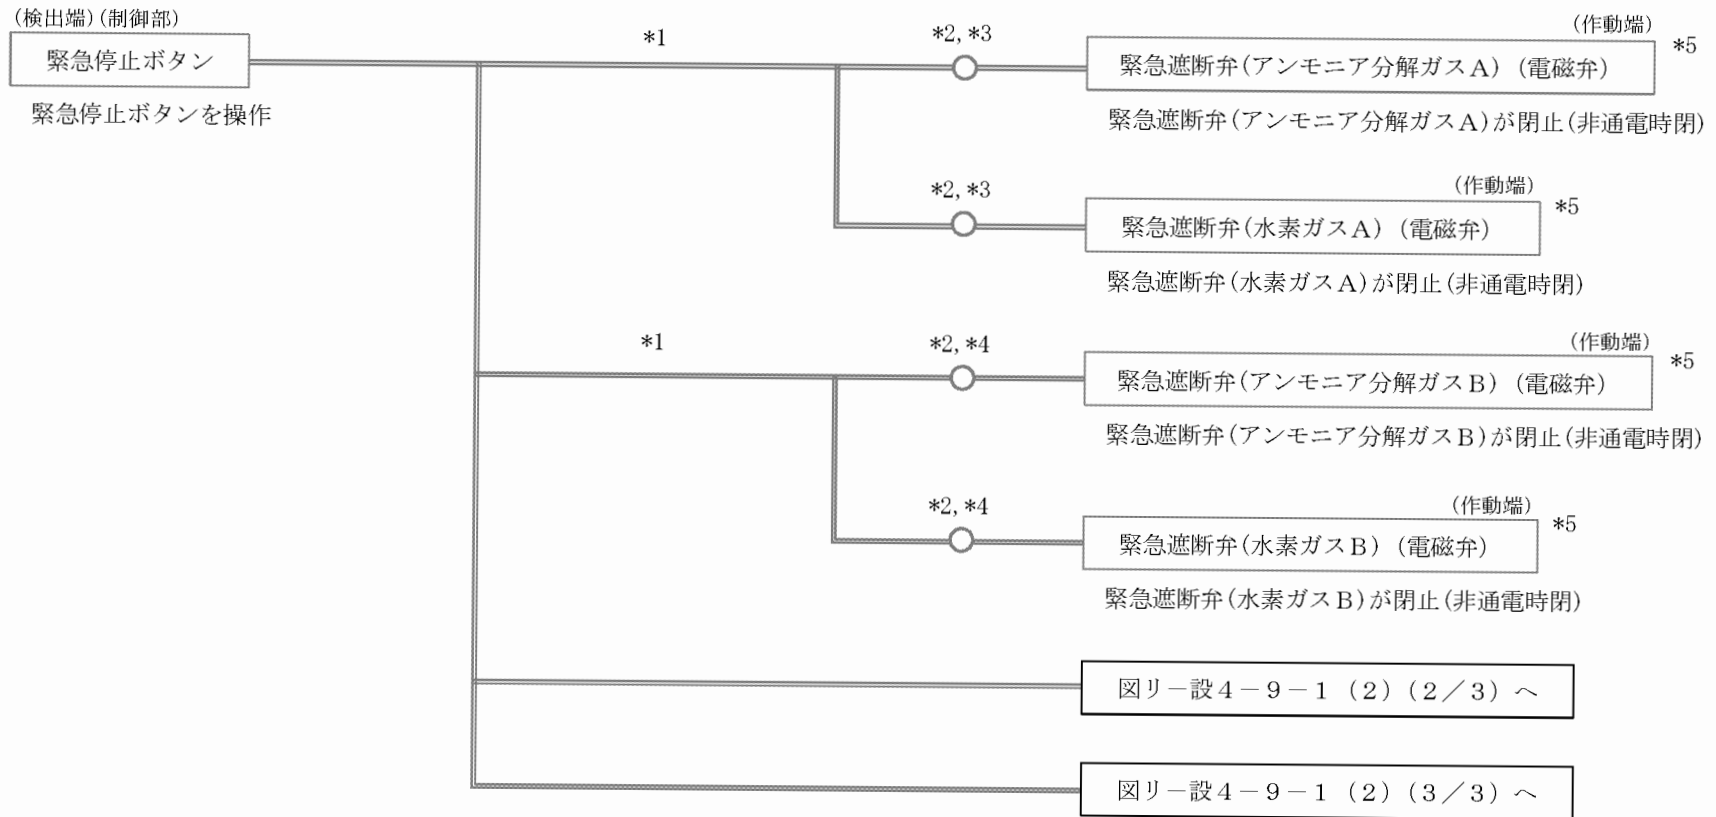 (検出端)(制御部)
緊急停止ボタン
緊急停止ボタンを操作
*1
*2, *3
(作動端)
緊急遮断弁(アンモニア分解ガスA) (電磁弁)
*5
緊急遮断弁(アンモニア分解ガスA)が閉止(非通電時閉)
*2, *3
(作動端)
緊急遮断弁(水素ガスA) (電磁弁)
*5
緊急遮断弁(水素ガスA)が閉止(非通電時閉)
*1
*2, *4
(作動端)
緊急遮断弁(アンモニア分解ガスB) (電磁弁)
*5
緊急遮断弁(アンモニア分解ガスB)が閉止(非通電時閉)
*2, *4
(作動端)
緊急遮断弁(水素ガスB) (電磁弁)
*5
緊急遮断弁(水素ガスB)が閉止(非通電時閉)
図リ-設4-9-1 (2) (2/3) へ
図リ-設4-9-1 (2) (3/3) へ